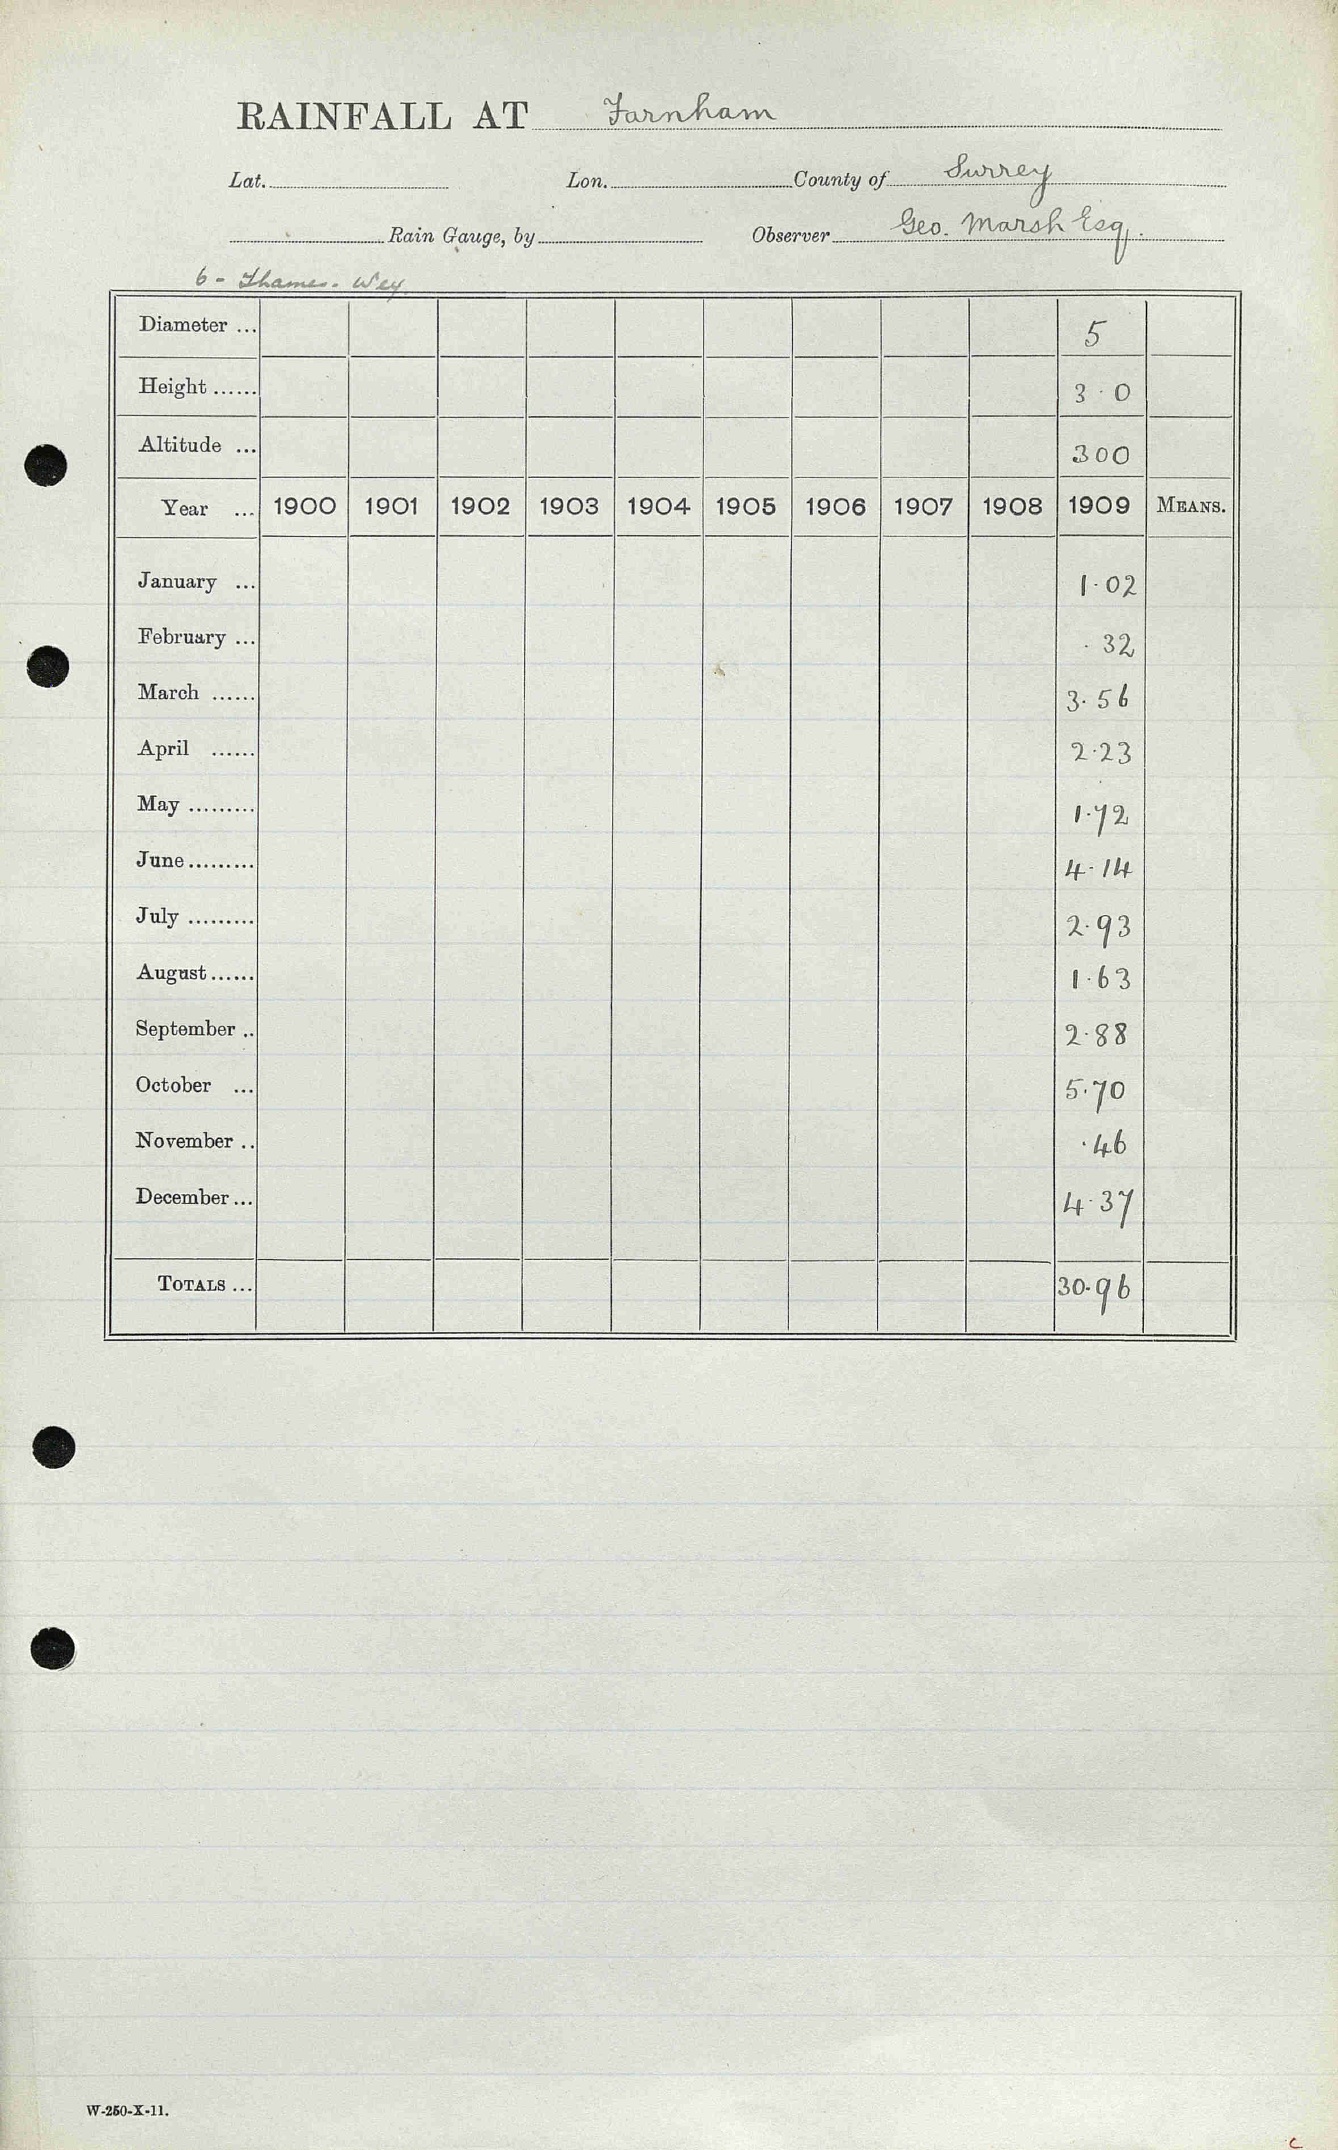 RAINFALL AT Farnham
Lat. Lon. County of Surrey
Rain Gauge, by Observer Geo. Marsh Esq.
6 - Thames. Wey.
Diameter ... 5
Height ...... 3 · 0
Altitude ... 300
Year ... 1900 1901 1902 1903 1904 1905 1906 1907 1908 1909 MEANS.
January ... 1·02
February ... ·32
March ...... 3·56
April ...... 2·23
May ......... 1·72
June ......... 4·14
July ......... 2·93
August ...... 1·63
September .. 2·88
October ... 5·70
November .. ·46
December ... 4·37
TOTALS ... 30·96
W-250-X-11.
C